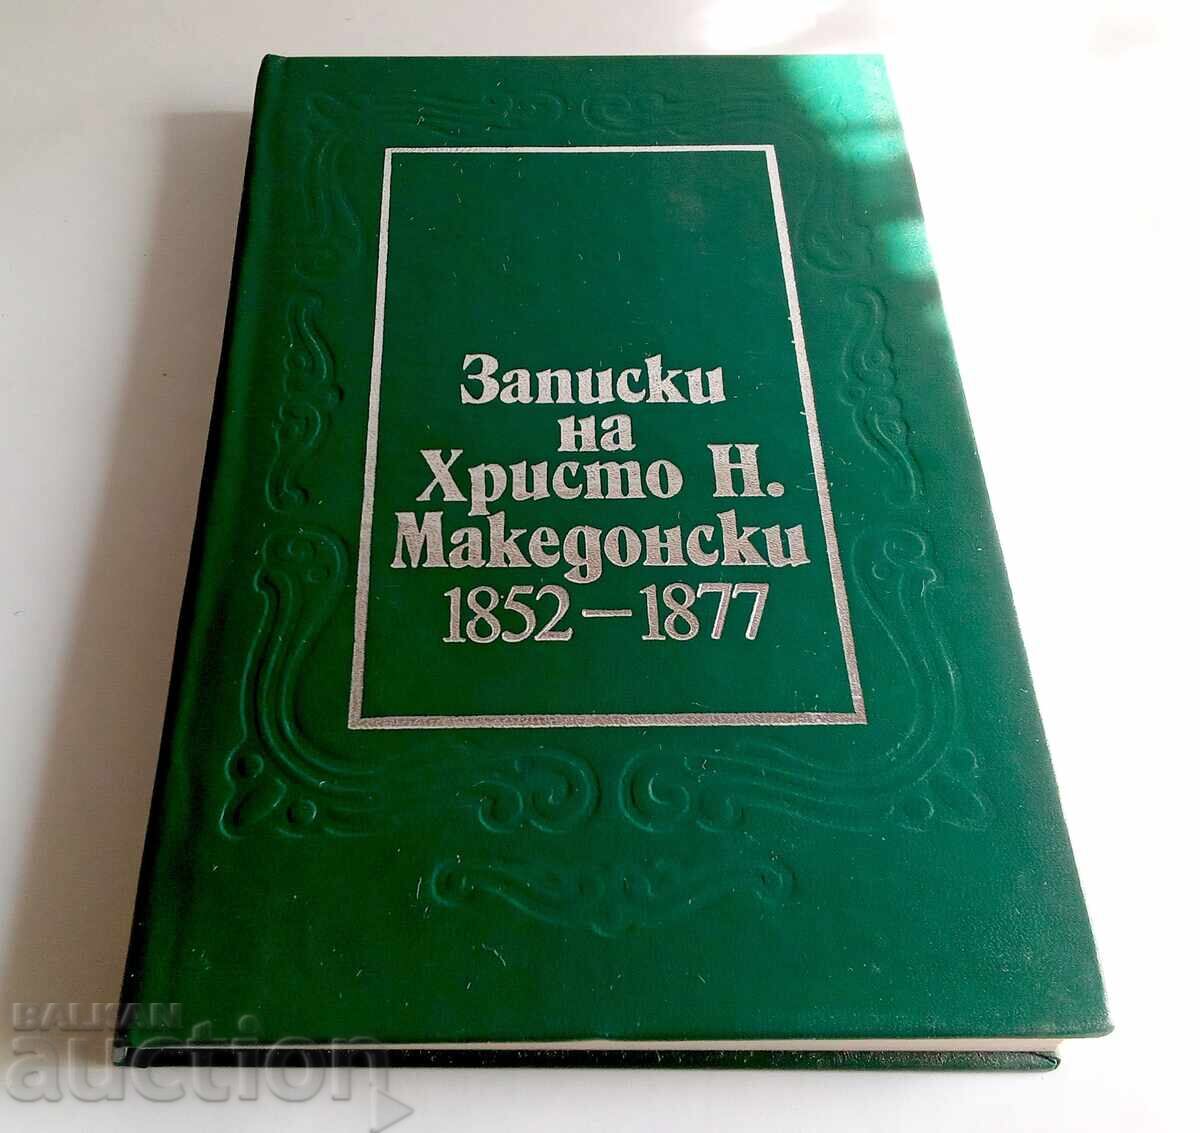 Записки
на
Христо Н.
Македонски
1852–1877
BALKAN
auction